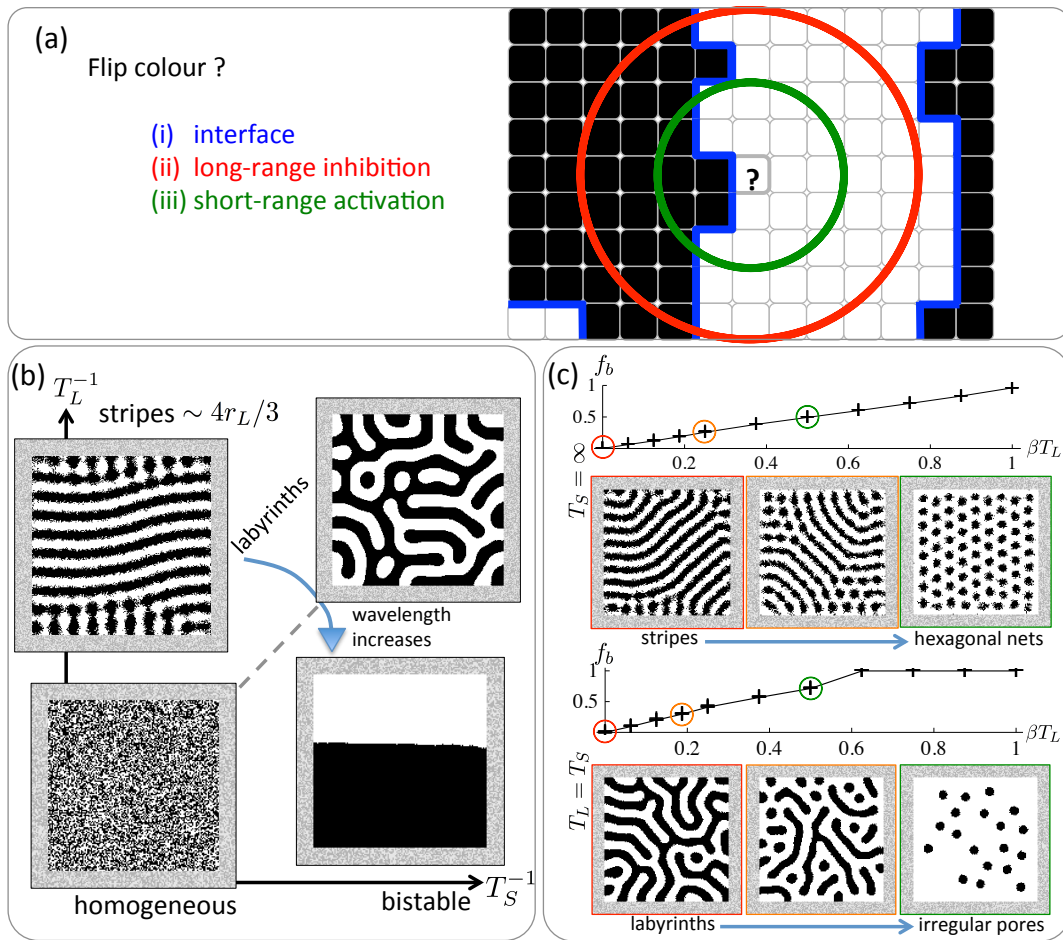 (a)
Flip colour ?
(i) interface
(ii) long-range inhibition
(iii) short-range activation
?
(b)
T_L^{-1}
stripes ∼ 4r_L/3
labyrinths
wavelength
increases
homogeneous
bistable
T_S^{-1}
(c)
f_b
1
0.5
0.2 0.4 0.6 0.8 1
βT_L
T_S = ∞
stripes
hexagonal nets
f_b
1
0.5
0.2 0.4 0.6 0.8 1
βT_L
T_L = T_S
labyrinths
irregular pores